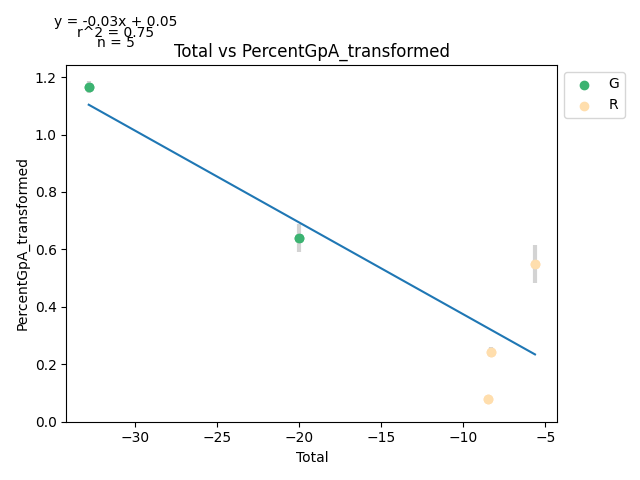 y = -0.03x + 0.05
r^2 = 0.75
n = 5
Total vs PercentGpA_transformed
G
R
PercentGpA_transformed
1.2
1.0
0.8
0.6
0.4
0.2
0.0
−30
−25
−20
−15
−10
−5
Total